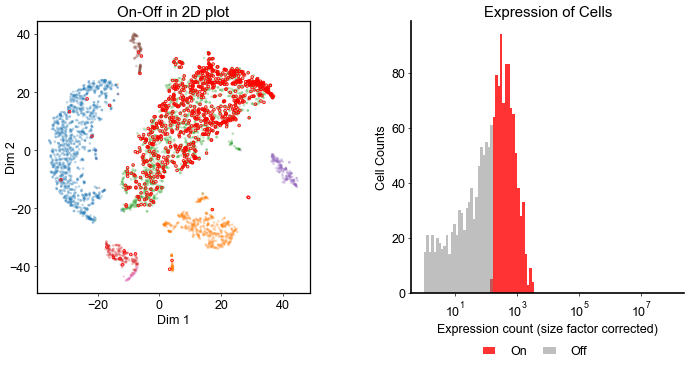 On-Off in 2D plot
Expression of Cells
40
20
0
−20
−40
Dim 2
−20
0
20
40
Dim 1
80
60
40
20
0
Cell Counts
10^1
10^3
10^5
10^7
Expression count (size factor corrected)
On
Off